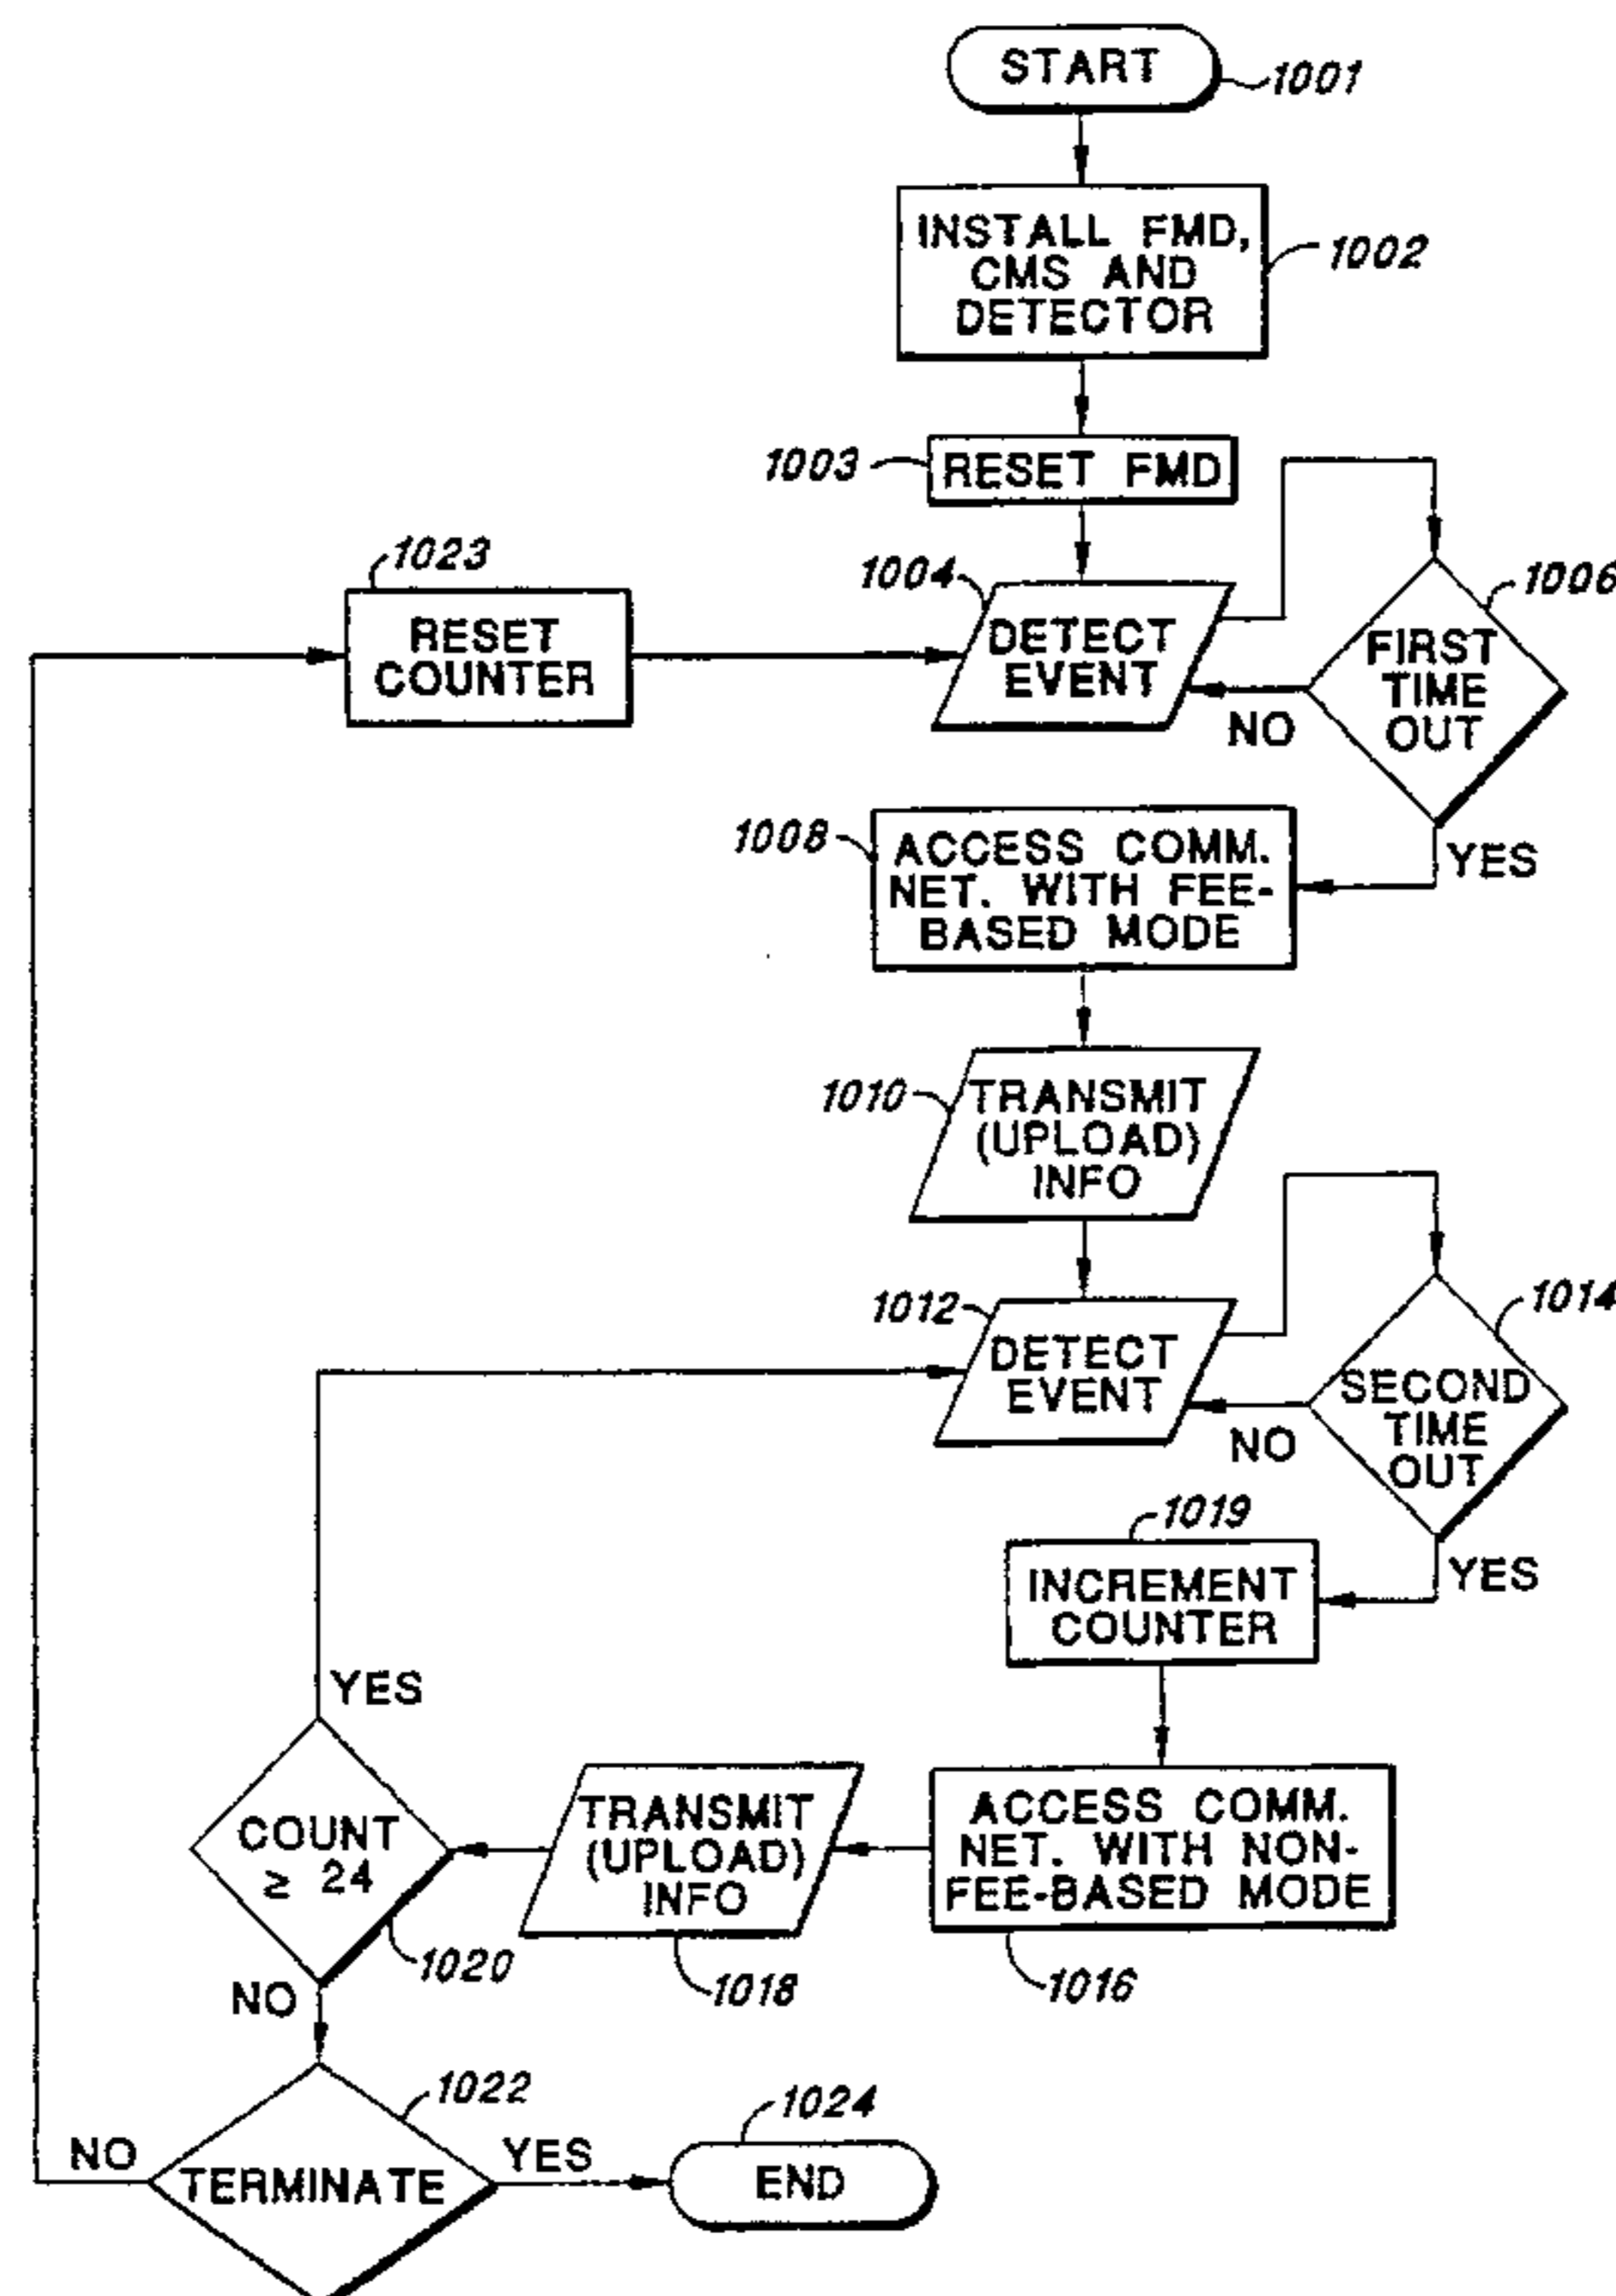 START
1001
INSTALL FMD,
CMS AND
DETECTOR
1002
1003
RESET FMD
1023
RESET
COUNTER
1004
DETECT
EVENT
1006
FIRST
TIME
OUT
NO
YES
1008
ACCESS COMM.
NET. WITH FEE-
BASED MODE
1010
TRANSMIT
(UPLOAD)
INFO
1012
DETECT
EVENT
1014
SECOND
TIME
OUT
NO
YES
1019
INCREMENT
COUNTER
YES
COUNT
≥ 24
1020
NO
TRANSMIT
(UPLOAD)
INFO
1018
ACCESS COMM.
NET. WITH NON-
FEE-BASED MODE
1016
1022
TERMINATE
NO
YES
1024
END